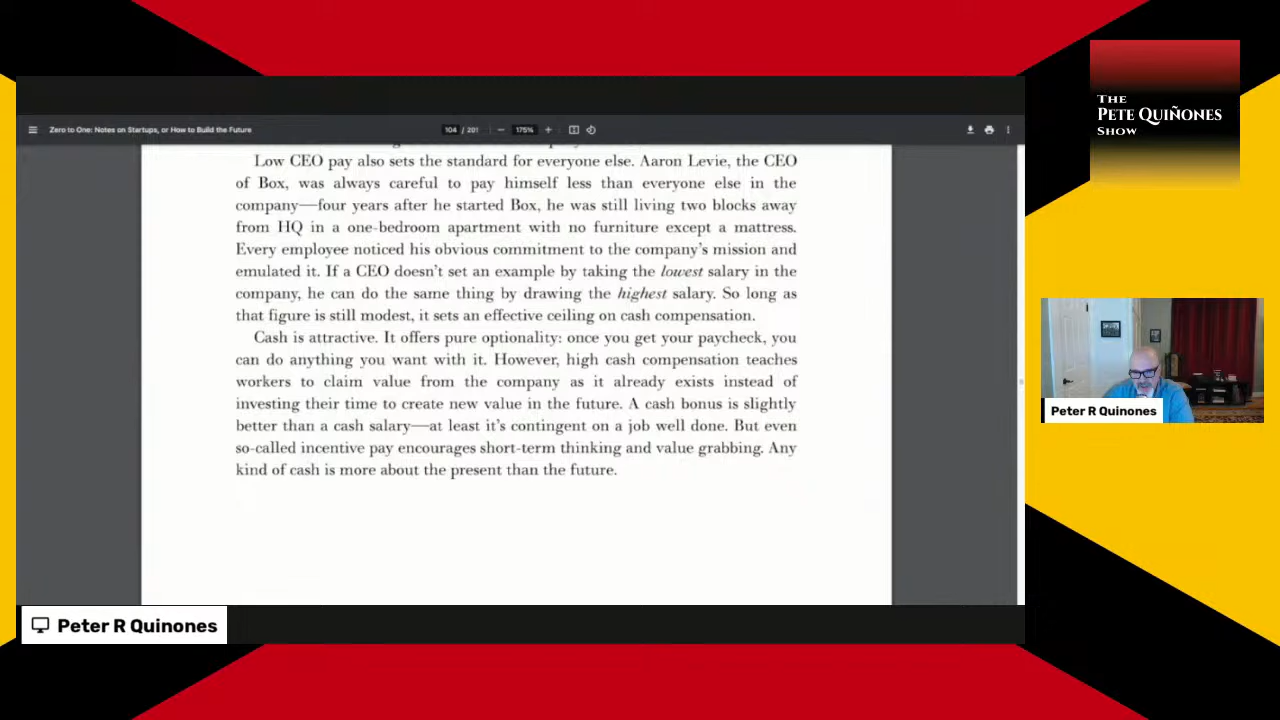 THE
PETE QUIÑONES
SHOW
Zero to One: Notes on Startups, or How to Build the Future
104 / 201
175%
Low CEO pay also sets the standard for everyone else. Aaron Levie, the CEO
of Box, was always careful to pay himself less than everyone else in the
company—four years after he started Box, he was still living two blocks away
from HQ in a one-bedroom apartment with no furniture except a mattress.
Every employee noticed his obvious commitment to the company's mission and
emulated it. If a CEO doesn't set an example by taking the lowest salary in the
company, he can do the same thing by drawing the highest salary. So long as
that figure is still modest, it sets an effective ceiling on cash compensation.
Cash is attractive. It offers pure optionality: once you get your paycheck, you
can do anything you want with it. However, high cash compensation teaches
workers to claim value from the company as it already exists instead of
investing their time to create new value in the future. A cash bonus is slightly
better than a cash salary—at least it's contingent on a job well done. But even
so-called incentive pay encourages short-term thinking and value grabbing. Any
kind of cash is more about the present than the future.
Peter R Quinones
Peter R Quinones